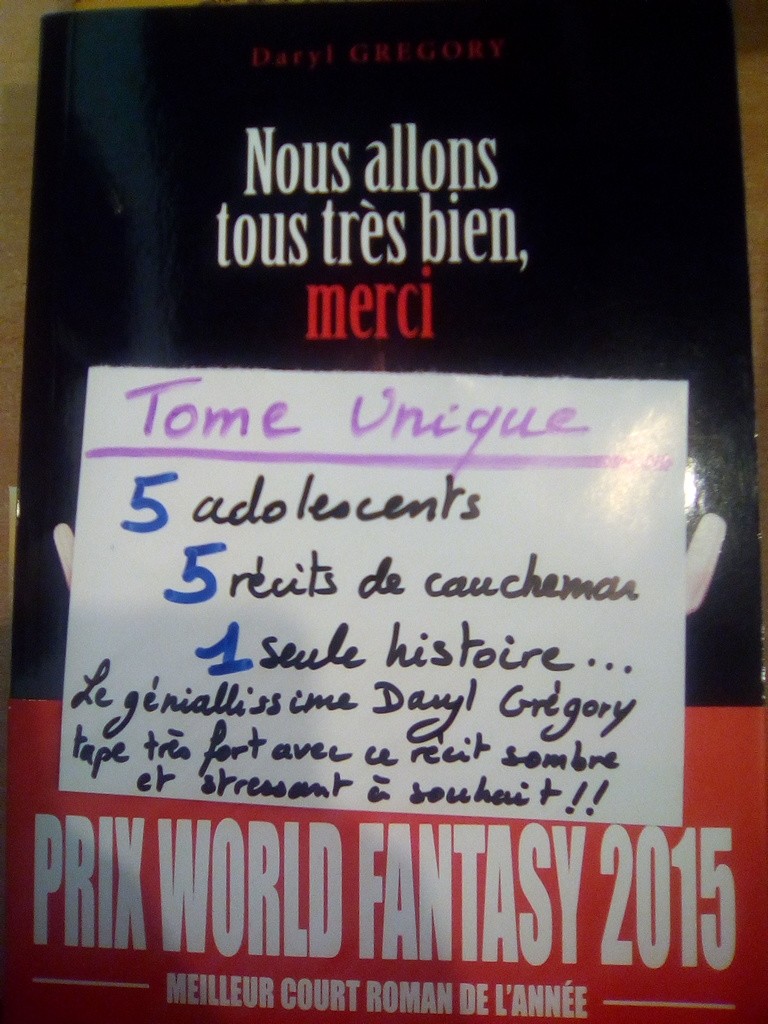 Daryl GREGORY
Nous allons
tous très bien,
merci
Tome Unique
5 adolescents
5 récits de cauchemar
1 seule histoire...
Le géniallissime Daryl Grégory
tape très fort avec ce récit sombre
et stressant à souhait!!
PRIX WORLD FANTASY 2015
MEILLEUR COURT ROMAN DE L'ANNÉE